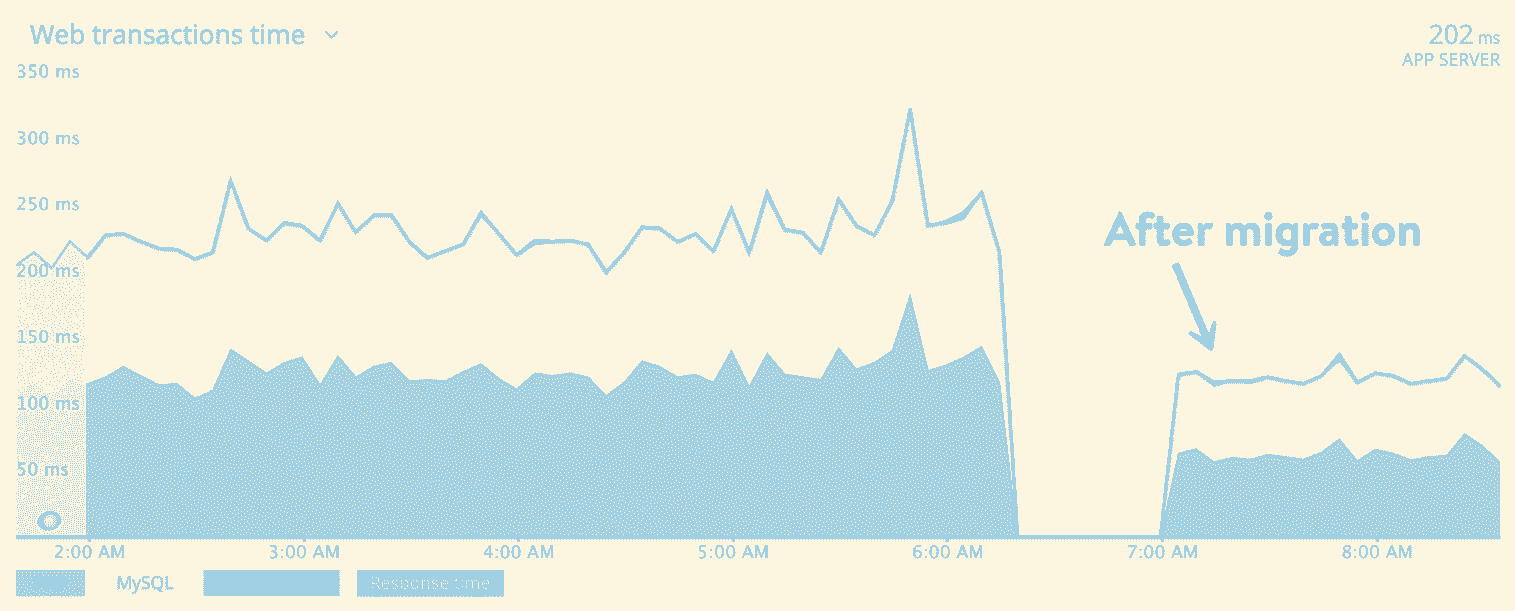 Web transactions time
202 ms
APP SERVER
350 ms
300 ms
250 ms
200 ms
150 ms
100 ms
50 ms
After migration
2:00 AM 3:00 AM 4:00 AM 5:00 AM 6:00 AM 7:00 AM 8:00 AM
MySQL Response time